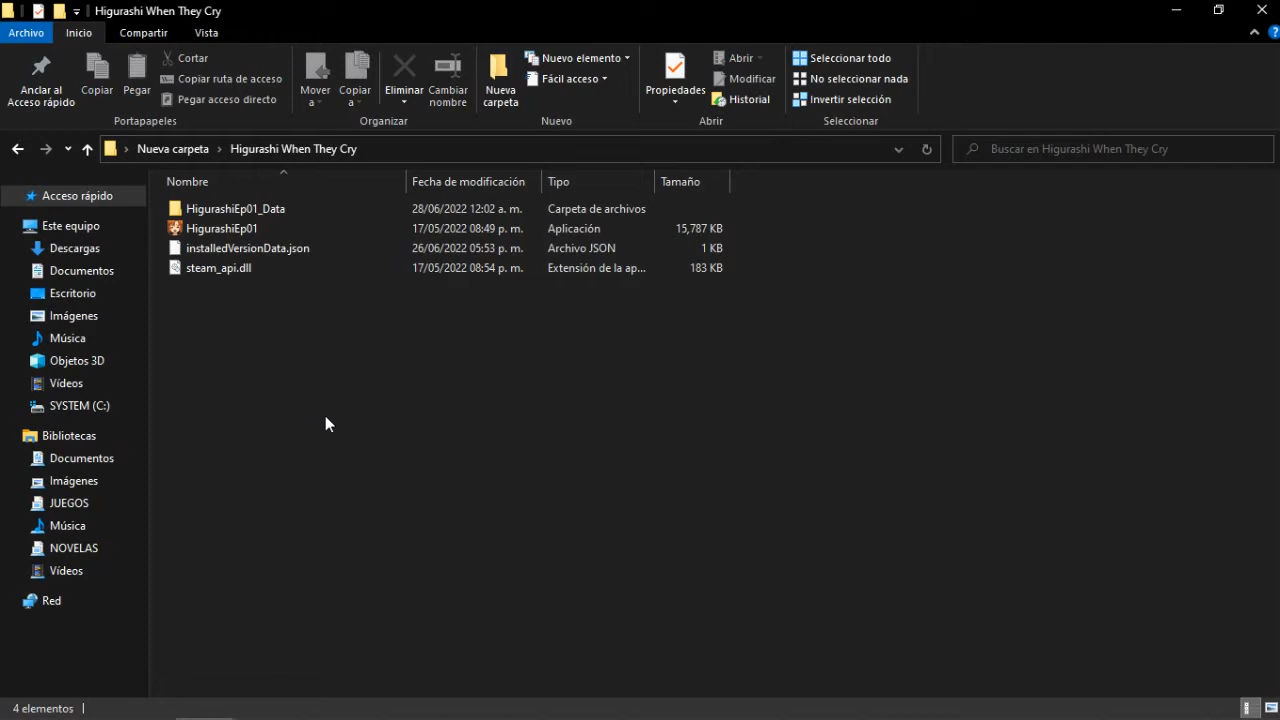 Higurashi When They Cry
Archivo Inicio Compartir Vista
Anclar al Acceso rápido
Copiar
Pegar
Cortar
Copiar ruta de acceso
Pegar acceso directo
Portapapeles
Mover a
Copiar a
Eliminar
Cambiar nombre
Organizar
Nueva carpeta
Nuevo elemento
Fácil acceso
Nuevo
Propiedades
Abrir
Modificar
Historial
Abrir
Seleccionar todo
No seleccionar nada
Invertir selección
Seleccionar
Nueva carpeta > Higurashi When They Cry
Buscar en Higurashi When They Cry
Acceso rápido
Este equipo
Descargas
Documentos
Escritorio
Imágenes
Música
Objetos 3D
Vídeos
SYSTEM (C:)
Bibliotecas
Documentos
Imágenes
JUEGOS
Música
NOVELAS
Vídeos
Red
Nombre Fecha de modificación Tipo Tamaño
HigurashiEp01_Data 28/06/2022 12:02 a. m. Carpeta de archivos
HigurashiEp01 17/05/2022 08:49 p. m. Aplicación 15,787 KB
installedVersionData.json 26/06/2022 05:53 p. m. Archivo JSON 1 KB
steam_api.dll 17/05/2022 08:54 p. m. Extensión de la ap... 183 KB
4 elementos